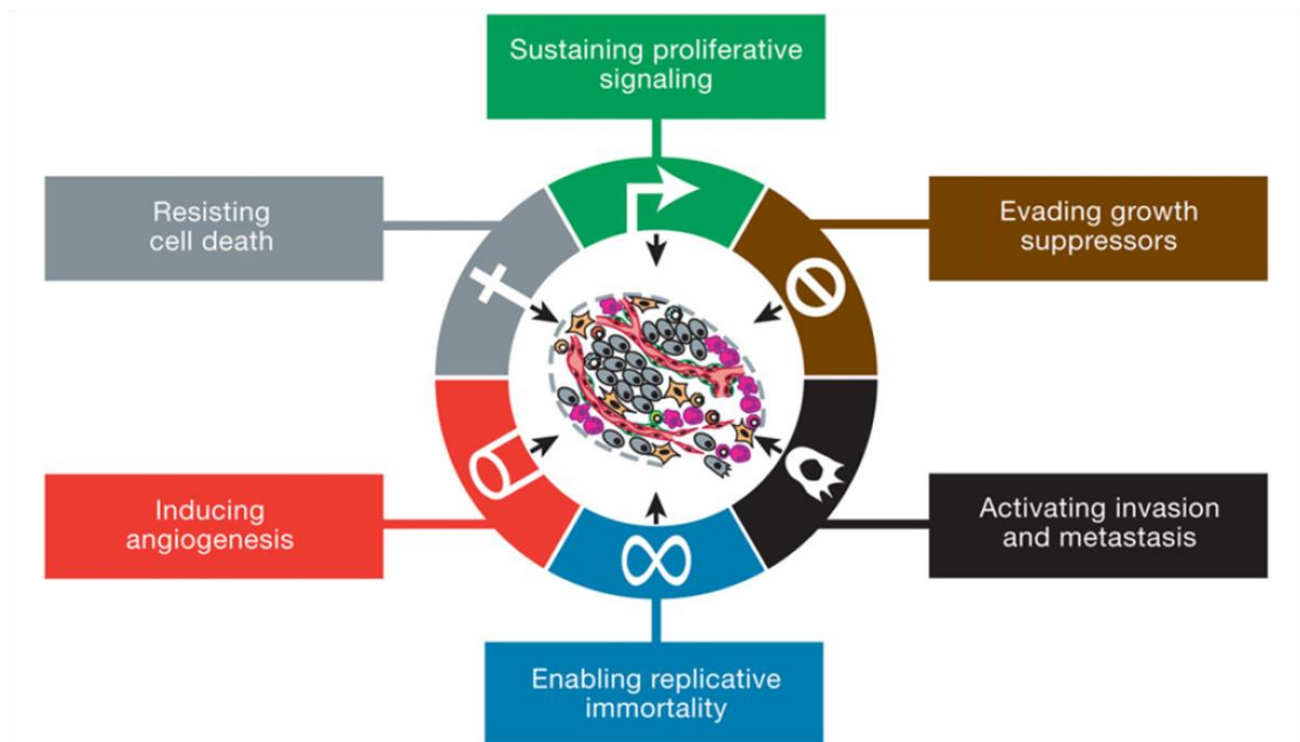 Sustaining proliferative
signaling
Resisting
cell death
Evading growth
suppressors
Inducing
angiogenesis
Activating invasion
and metastasis
Enabling replicative
immortality